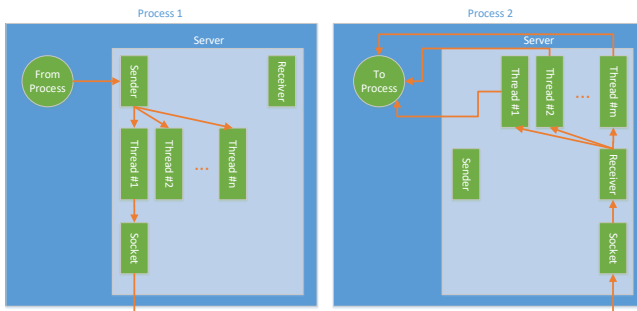 Process 1
Server
From
Process
Sender
Receiver
Thread #1
Thread #2
...
Thread #n
Socket
Process 2
Server
To
Process
Thread #1
Thread #2
...
Thread #m
Sender
Receiver
Socket